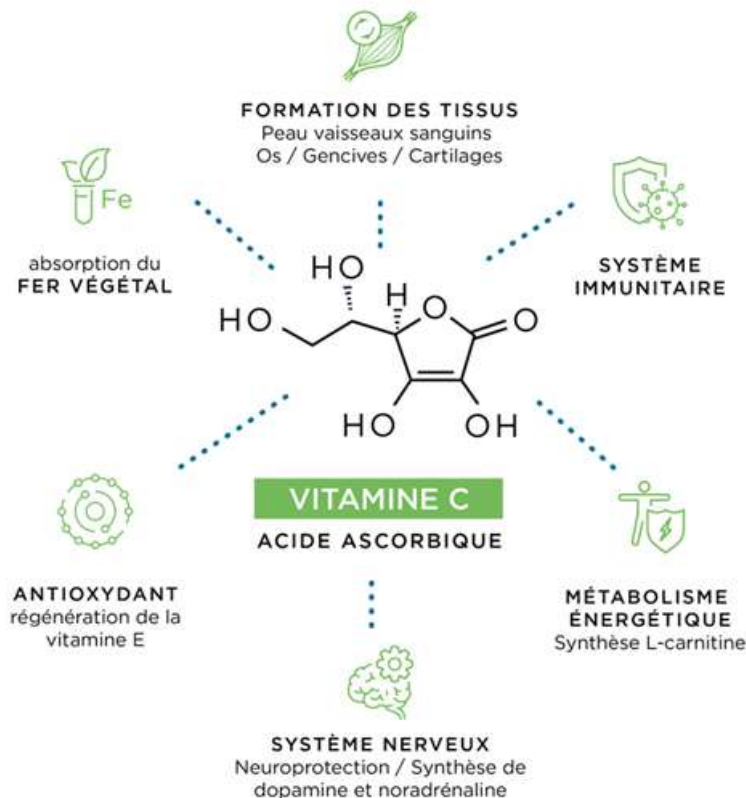 FORMATION DES TISSUS
Peau vaisseaux sanguins
Os / Gencives / Cartilages
Fe
absorption du
FER VÉGÉTAL
SYSTÈME
IMMUNITAIRE
HO
H
O
O
HO
HO
OH
VITAMINE C
ACIDE ASCORBIQUE
ANTIOXYDANT
régénération de la
vitamine E
MÉTABOLISME
ÉNERGÉTIQUE
Synthèse L-carnitine
SYSTÈME NERVEUX
Neuroprotection / Synthèse de
dopamine et noradrénaline